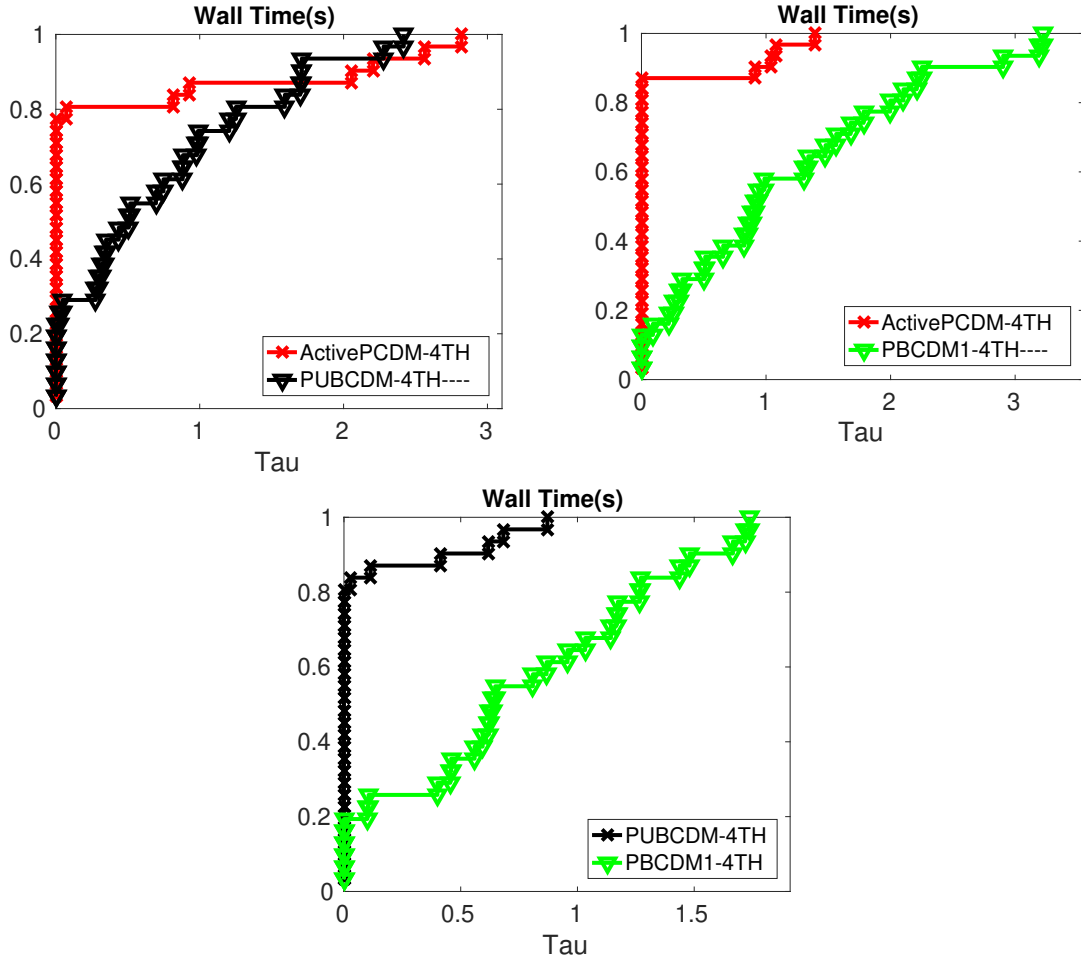 Wall Time(s)
1
0.8
0.6
0.4
0.2
0
0
1
2
3
Tau
ActivePCDM-4TH
PUBCDM-4TH----
Wall Time(s)
1
0.8
0.6
0.4
0.2
0
0
1
2
3
Tau
ActivePCDM-4TH
PBCDM1-4TH----
Wall Time(s)
1
0.8
0.6
0.4
0.2
0
0
0.5
1
1.5
Tau
PUBCDM-4TH
PBCDM1-4TH